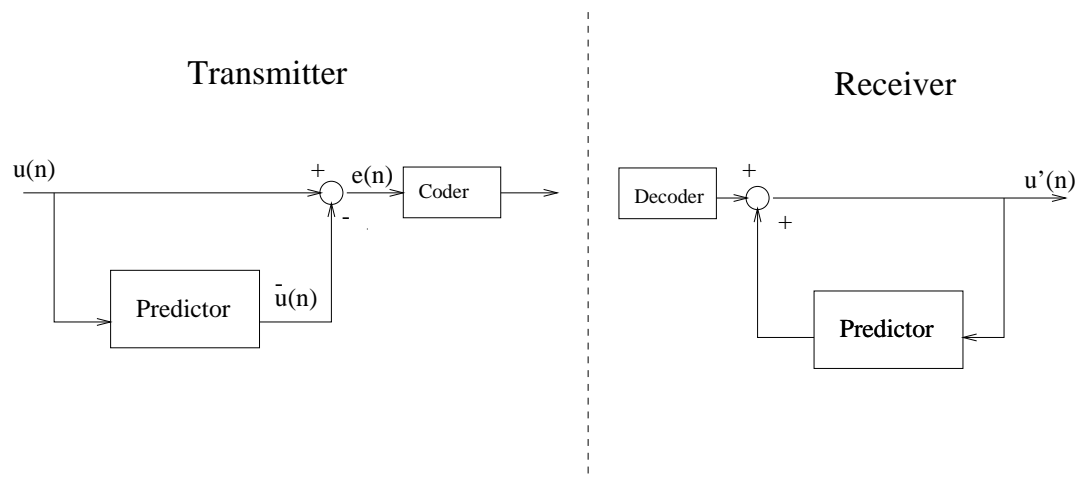 Transmitter
Receiver
u(n)
+
e(n)
Coder
-
Predictor
ū(n)
Decoder
+
+
u’(n)
Predictor